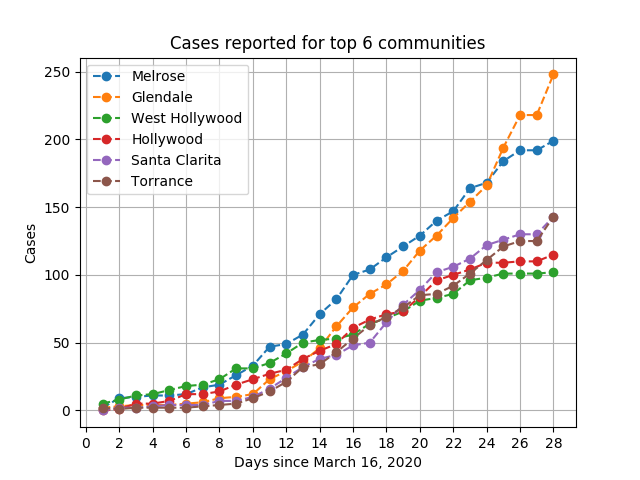 Cases reported for top 6 communities
Melrose
Glendale
West Hollywood
Hollywood
Santa Clarita
Torrance
250
200
150
100
50
0
Cases
0 2 4 6 8 10 12 14 16 18 20 22 24 26 28
Days since March 16, 2020